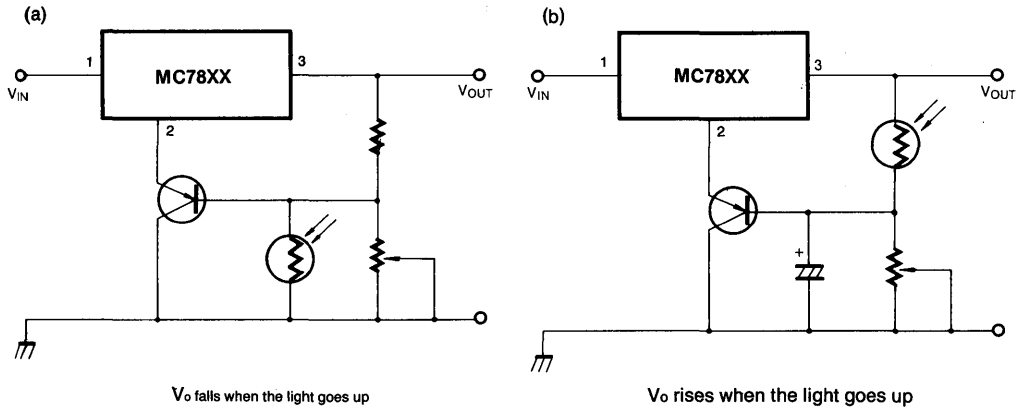 (a)
1
MC78XX
3
VIN
VOUT
2
Vo falls when the light goes up
(b)
1
MC78XX
3
VIN
VOUT
2
+
Vo rises when the light goes up